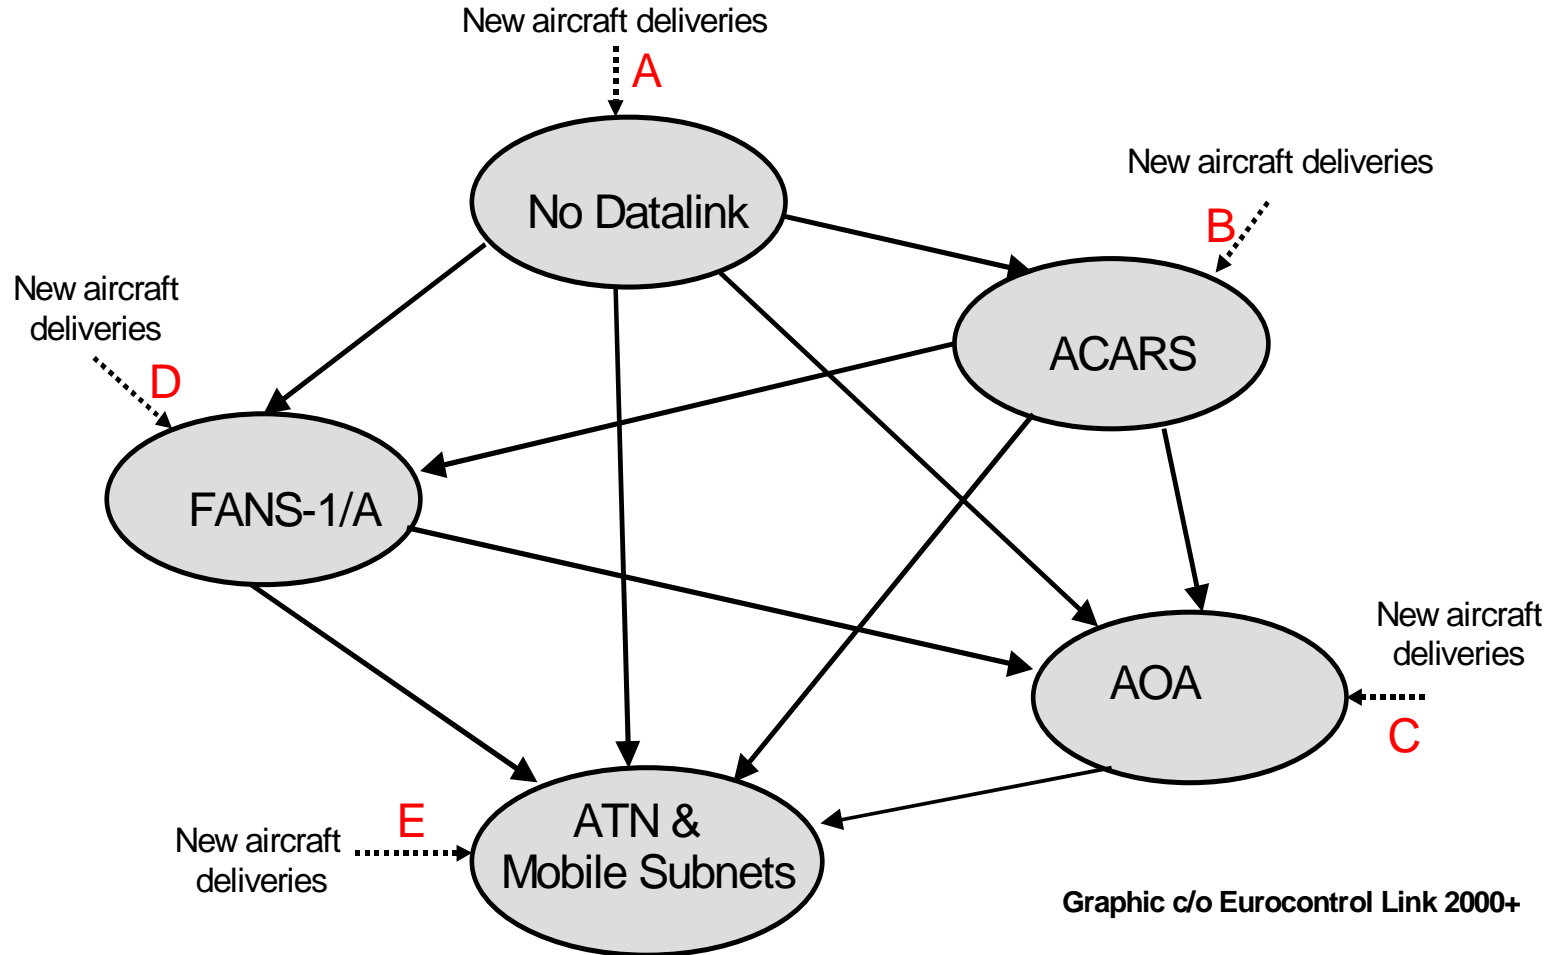 New aircraft deliveries
A
No Datalink
New aircraft deliveries
B
ACARS
New aircraft
deliveries
D
FANS-1/A
New aircraft
deliveries
C
AOA
New aircraft
deliveries
E
ATN &
Mobile Subnets
Graphic c/o Eurocontrol Link 2000+